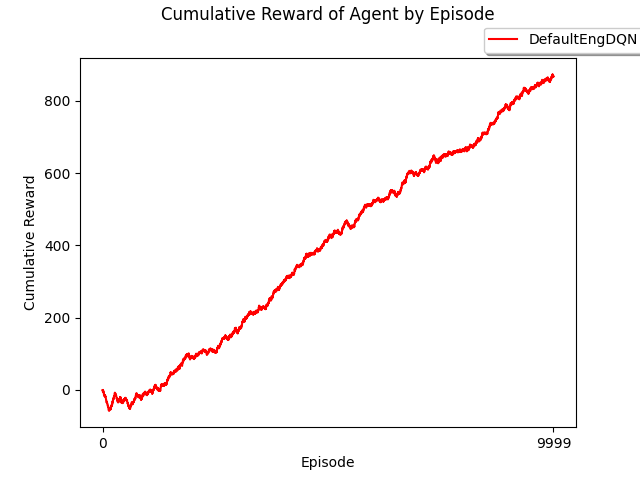 Cumulative Reward of Agent by Episode
DefaultEngDQN
800
600
400
200
0
Cumulative Reward
0
9999
Episode